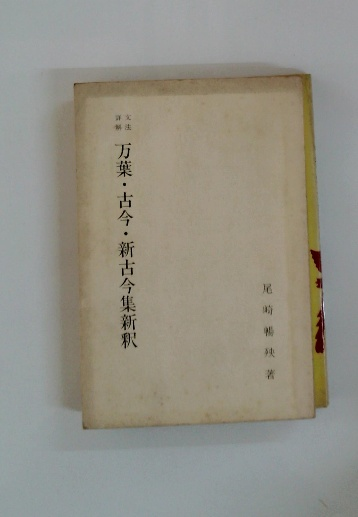 文法
詳解
万葉・古今・新古今集新釈
尾崎暢殃著